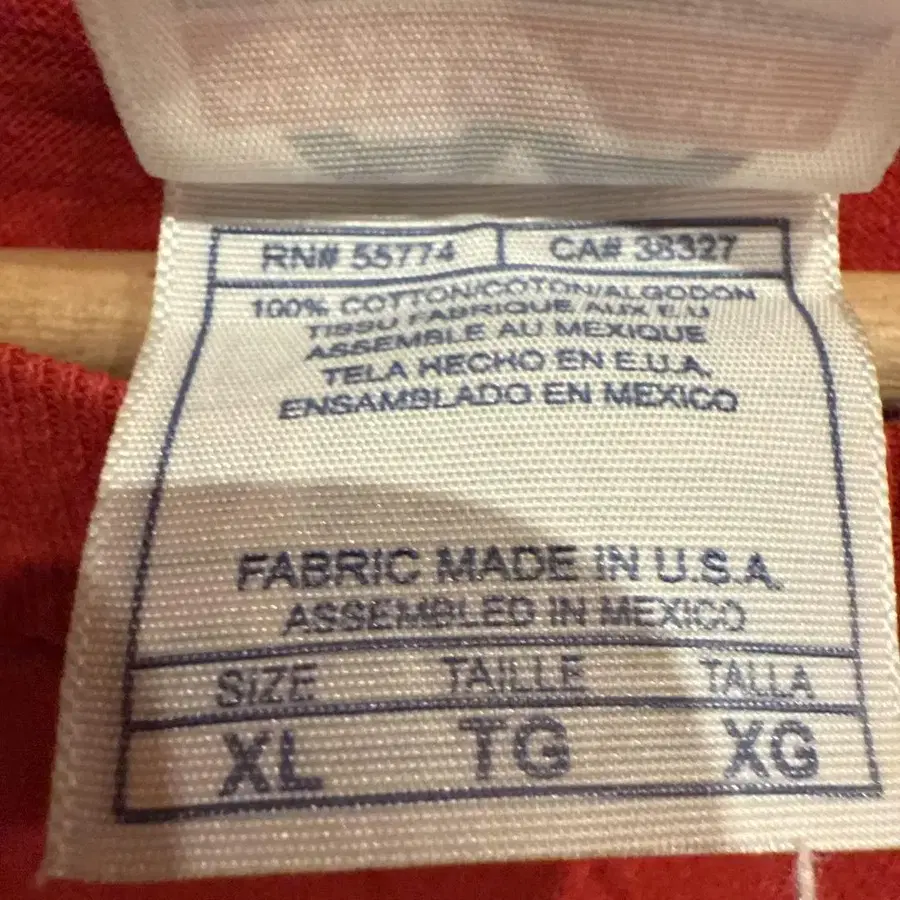 RN# 55774 CA# 38327
100% COTTON/COTON/ALGODON
TISSU FABRIQUE AUX E.U
ASSEMBLE AU MEXIQUE
TELA HECHO EN E.U.A.
ENSAMBLADO EN MEXICO
FABRIC MADE IN U.S.A.
ASSEMBLED IN MEXICO
SIZE TAILLE TALLA
XL TG XG